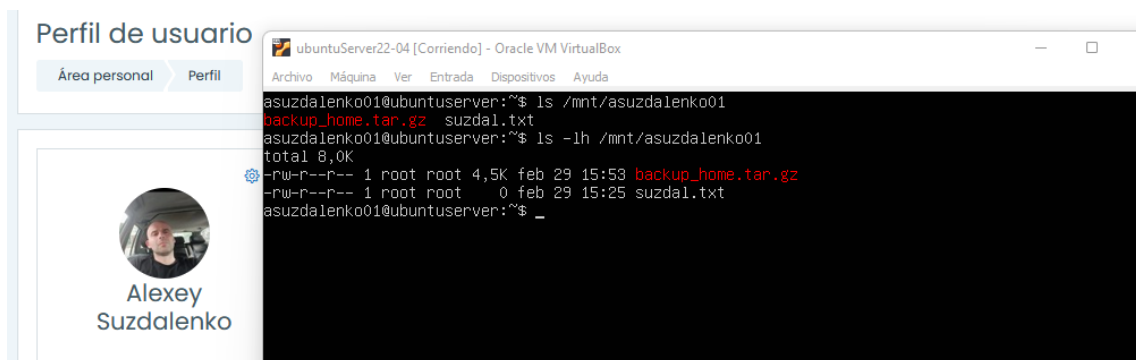 Perfil de usuario
Área personal Perfil
Alexey
Suzdalenko
ubuntuServer22-04 [Corriendo] - Oracle VM VirtualBox
Archivo Máquina Ver Entrada Dispositivos Ayuda
asuzdalenko01@ubuntuserver:~$ ls /mnt/asuzdalenko01
backup_home.tar.gz  suzdal.txt
asuzdalenko01@ubuntuserver:~$ ls -lh /mnt/asuzdalenko01
total 8,0K
-rw-r--r-- 1 root root 4,5K feb 29 15:53 backup_home.tar.gz
-rw-r--r-- 1 root root    0 feb 29 15:25 suzdal.txt
asuzdalenko01@ubuntuserver:~$ _